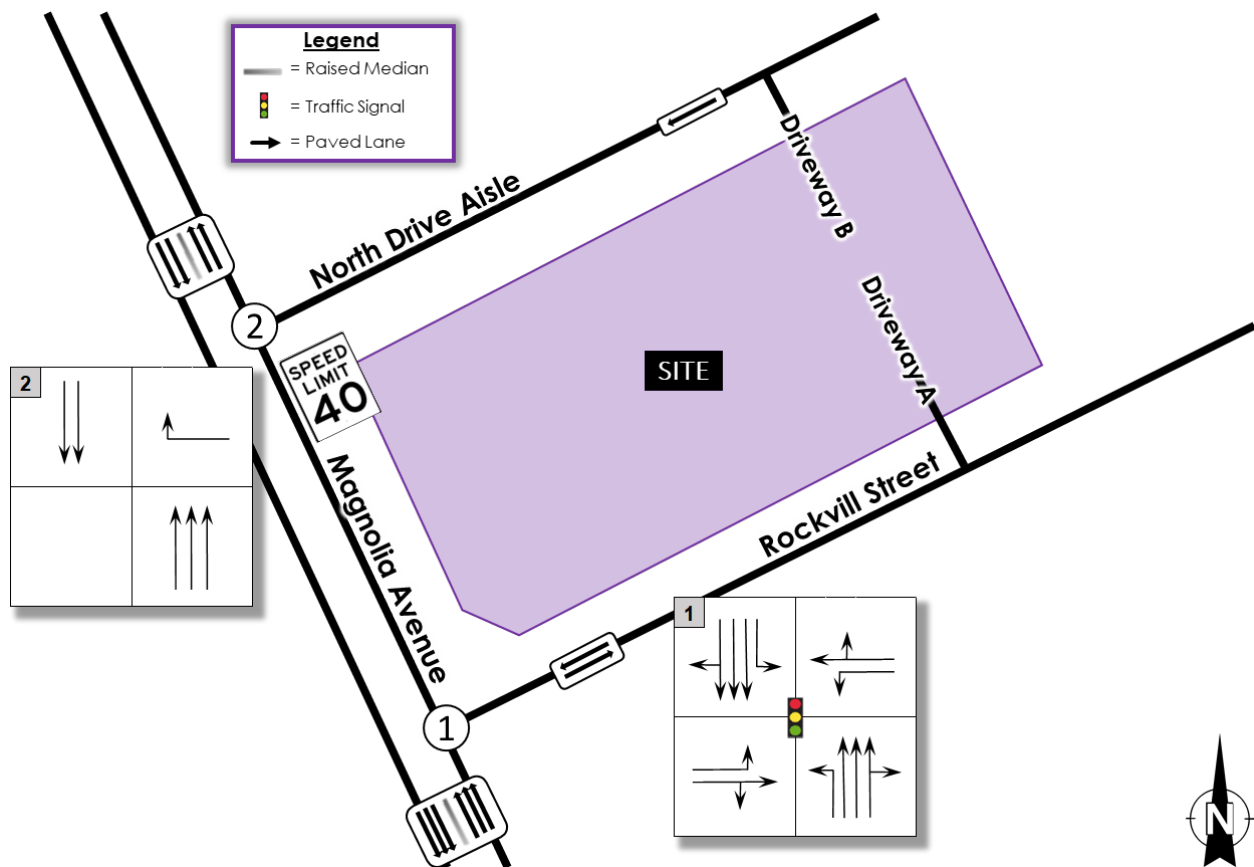 Legend
= Raised Median
= Traffic Signal
= Paved Lane
North Drive Aisle
Driveway B
2
SPEED
LIMIT
40
SITE
Driveway A
2
Magnolia Avenue
Rockvill Street
1
1
N